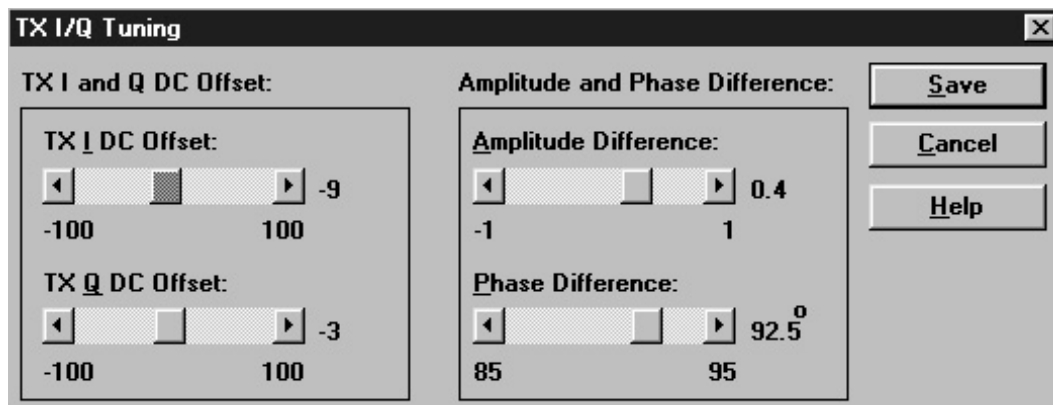 TX I/Q Tuning
TX I and Q DC Offset:
TX I DC Offset:
-9
-100 100
TX Q DC Offset:
-3
-100 100
Amplitude and Phase Difference:
Amplitude Difference:
0.4
-1 1
Phase Difference:
92.5°
85 95
Save
Cancel
Help